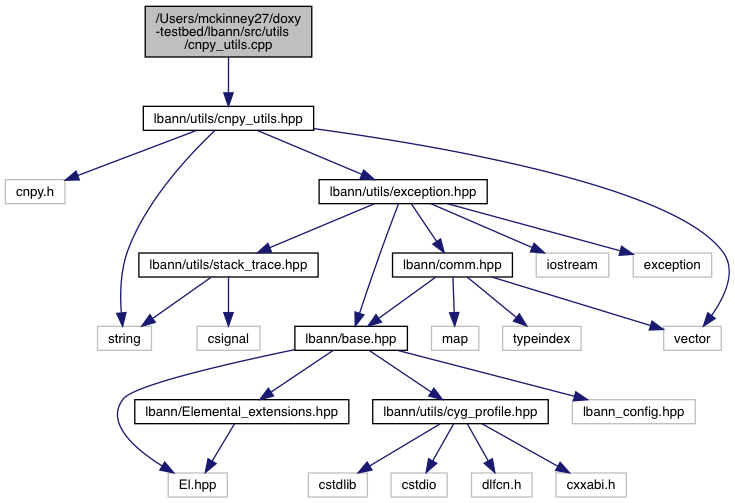 /Users/mckinney27/doxy
-testbed/lbann/src/utils
/cnpy_utils.cpp
lbann/utils/cnpy_utils.hpp
cnpy.h
lbann/utils/exception.hpp
lbann/utils/stack_trace.hpp
lbann/comm.hpp
iostream
exception
string
csignal
lbann/base.hpp
map
typeindex
vector
lbann/Elemental_extensions.hpp
lbann/utils/cyg_profile.hpp
lbann_config.hpp
El.hpp
cstdlib
cstdio
dlfcn.h
cxxabi.h